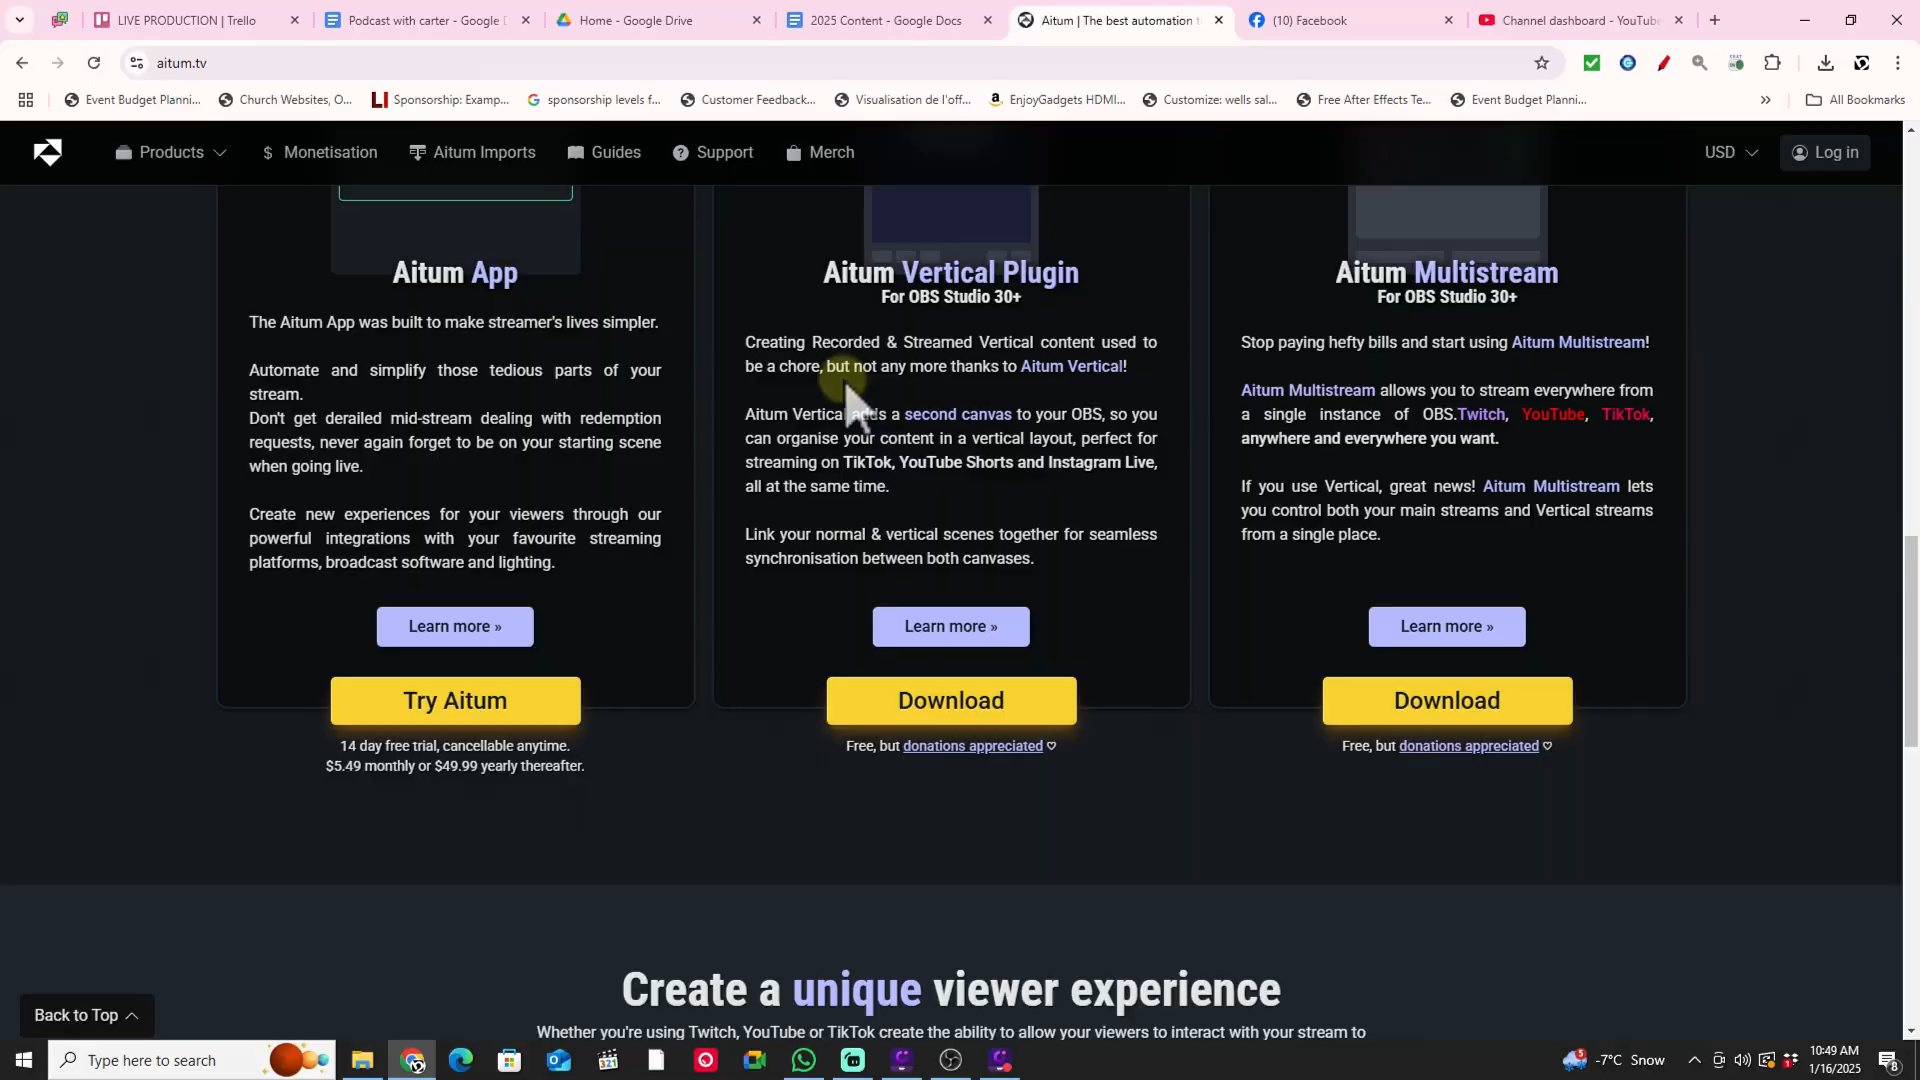 LIVE PRODUCTION | Trello
Podcast with carter - Google D
Home - Google Drive
2025 Content - Google Docs
Aitum | The best automation t
(10) Facebook
Channel dashboard - YouTube
aitum.tv
Event Budget Planni...
Church Websites, O...
Sponsorship: Examp...
sponsorship levels f...
Customer Feedback...
Visualisation de l'off...
EnjoyGadgets HDMI...
Customize: wells sal...
Free After Effects Te...
Event Budget Planni...
All Bookmarks
Products
Monetisation
Aitum Imports
Guides
Support
Merch
USD
Log in
Aitum App
The Aitum App was built to make streamer's lives simpler.
Automate and simplify those tedious parts of your
stream.
Don't get derailed mid-stream dealing with redemption
requests, never again forget to be on your starting scene
when going live.
Create new experiences for your viewers through our
powerful integrations with your favourite streaming
platforms, broadcast software and lighting.
Learn more »
Try Aitum
14 day free trial, cancellable anytime.
$5.49 monthly or $49.99 yearly thereafter.
Aitum Vertical Plugin
For OBS Studio 30+
Creating Recorded & Streamed Vertical content used to
be a chore, but not any more thanks to Aitum Vertical!
Aitum Vertical adds a second canvas to your OBS, so you
can organise your content in a vertical layout, perfect for
streaming on TikTok, YouTube Shorts and Instagram Live,
all at the same time.
Link your normal & vertical scenes together for seamless
synchronisation between both canvases.
Learn more »
Download
Free, but donations appreciated ♡
Aitum Multistream
For OBS Studio 30+
Stop paying hefty bills and start using Aitum Multistream!
Aitum Multistream allows you to stream everywhere from
a single instance of OBS.Twitch, YouTube, TikTok,
anywhere and everywhere you want.
If you use Vertical, great news! Aitum Multistream lets
you control both your main streams and Vertical streams
from a single place.
Learn more »
Download
Free, but donations appreciated ♡
Create a unique viewer experience
Whether you're using Twitch, YouTube or TikTok create the ability to allow your viewers to interact with your stream to
Back to Top
Type here to search
-7°C Snow
10:49 AM
1/16/2025